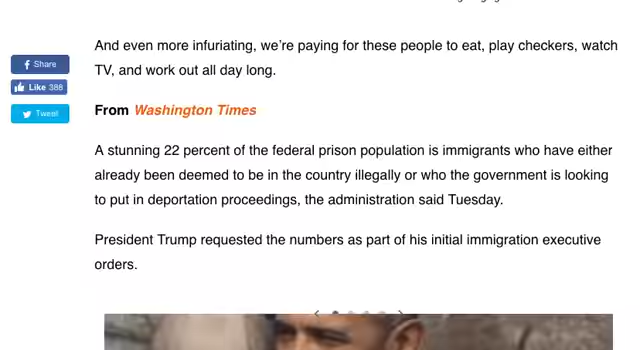 And even more infuriating, we're paying for these people to eat, play checkers, watch
TV, and work out all day long.
Share
Like 388
Tweet
From Washington Times
A stunning 22 percent of the federal prison population is immigrants who have either
already been deemed to be in the country illegally or who the government is looking
to put in deportation proceedings, the administration said Tuesday.
President Trump requested the numbers as part of his initial immigration executive
orders.